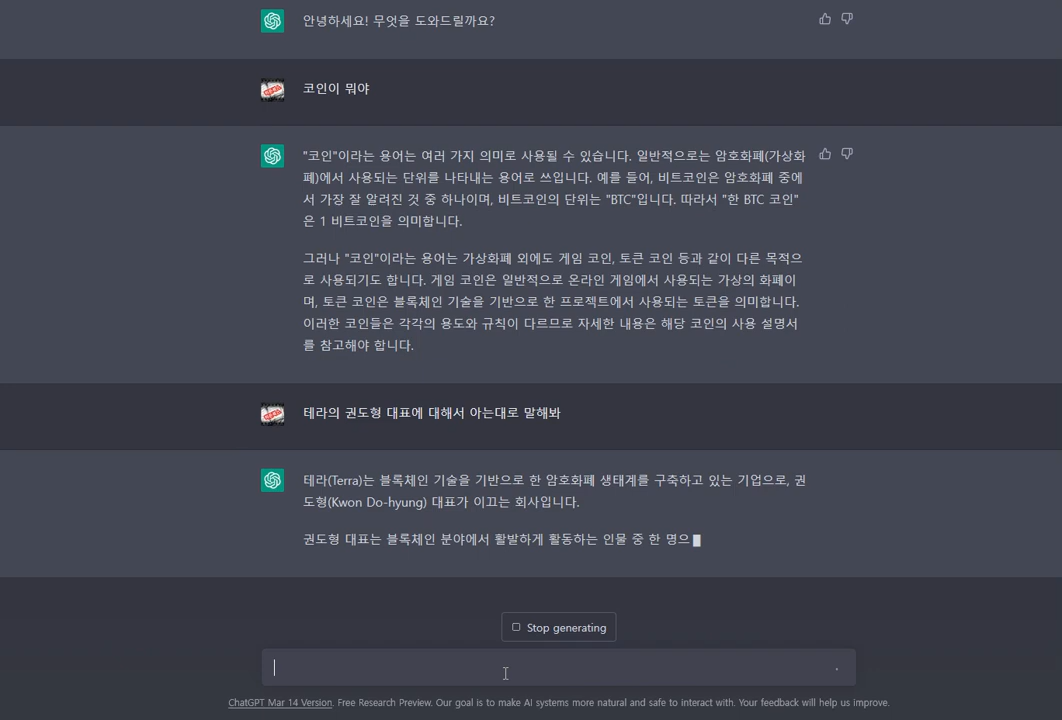 안녕하세요! 무엇을 도와드릴까요?
코인이 뭐야
"코인"이라는 용어는 여러 가지 의미로 사용될 수 있습니다. 일반적으로는 암호화폐(가상화
폐)에서 사용되는 단위를 나타내는 용어로 쓰입니다. 예를 들어, 비트코인은 암호화폐 중에
서 가장 잘 알려진 것 중 하나이며, 비트코인의 단위는 "BTC"입니다. 따라서 "한 BTC 코인"
은 1 비트코인을 의미합니다.
그러나 "코인"이라는 용어는 가상화폐 외에도 게임 코인, 토큰 코인 등과 같이 다른 목적으
로 사용되기도 합니다. 게임 코인은 일반적으로 온라인 게임에서 사용되는 가상의 화폐이
며, 토큰 코인은 블록체인 기술을 기반으로 한 프로젝트에서 사용되는 토큰을 의미합니다.
이러한 코인들은 각각의 용도와 규칙이 다르므로 자세한 내용은 해당 코인의 사용 설명서
를 참고해야 합니다.
테라의 권도형 대표에 대해서 아는대로 말해봐
테라(Terra)는 블록체인 기술을 기반으로 한 암호화폐 생태계를 구축하고 있는 기업으로, 권
도형(Kwon Do-hyung) 대표가 이끄는 회사입니다.
권도형 대표는 블록체인 분야에서 활발하게 활동하는 인물 중 한 명으
Stop generating
ChatGPT Mar 14 Version. Free Research Preview. Our goal is to make AI systems more natural and safe to interact with. Your feedback will help us improve.